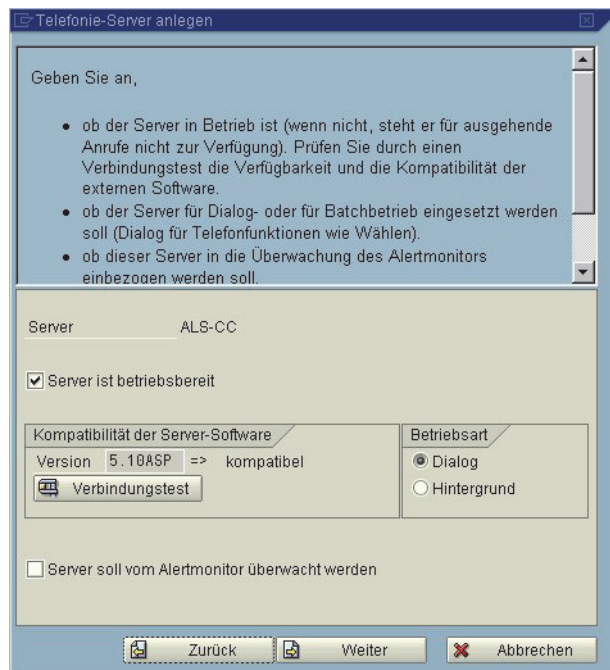 Telefonie-Server anlegen
Geben Sie an,
• ob der Server in Betrieb ist (wenn nicht, steht er für ausgehende
Anrufe nicht zur Verfügung). Prüfen Sie durch einen
Verbindungstest die Verfügbarkeit und die Kompatibilität der
externen Software.
• ob der Server für Dialog- oder für Batchbetrieb eingesetzt werden
soll (Dialog für Telefonfunktionen wie Wählen).
• ob dieser Server in die Überwachung des Alertmonitors
einbezogen werden soll.
Server ALS-CC
Server ist betriebsbereit
Kompatibilität der Server-Software Betriebsart
Version 5.10ASP => kompatibel Dialog
Verbindungstest Hintergrund
Server soll vom Alertmonitor überwacht werden
Zurück Weiter Abbrechen